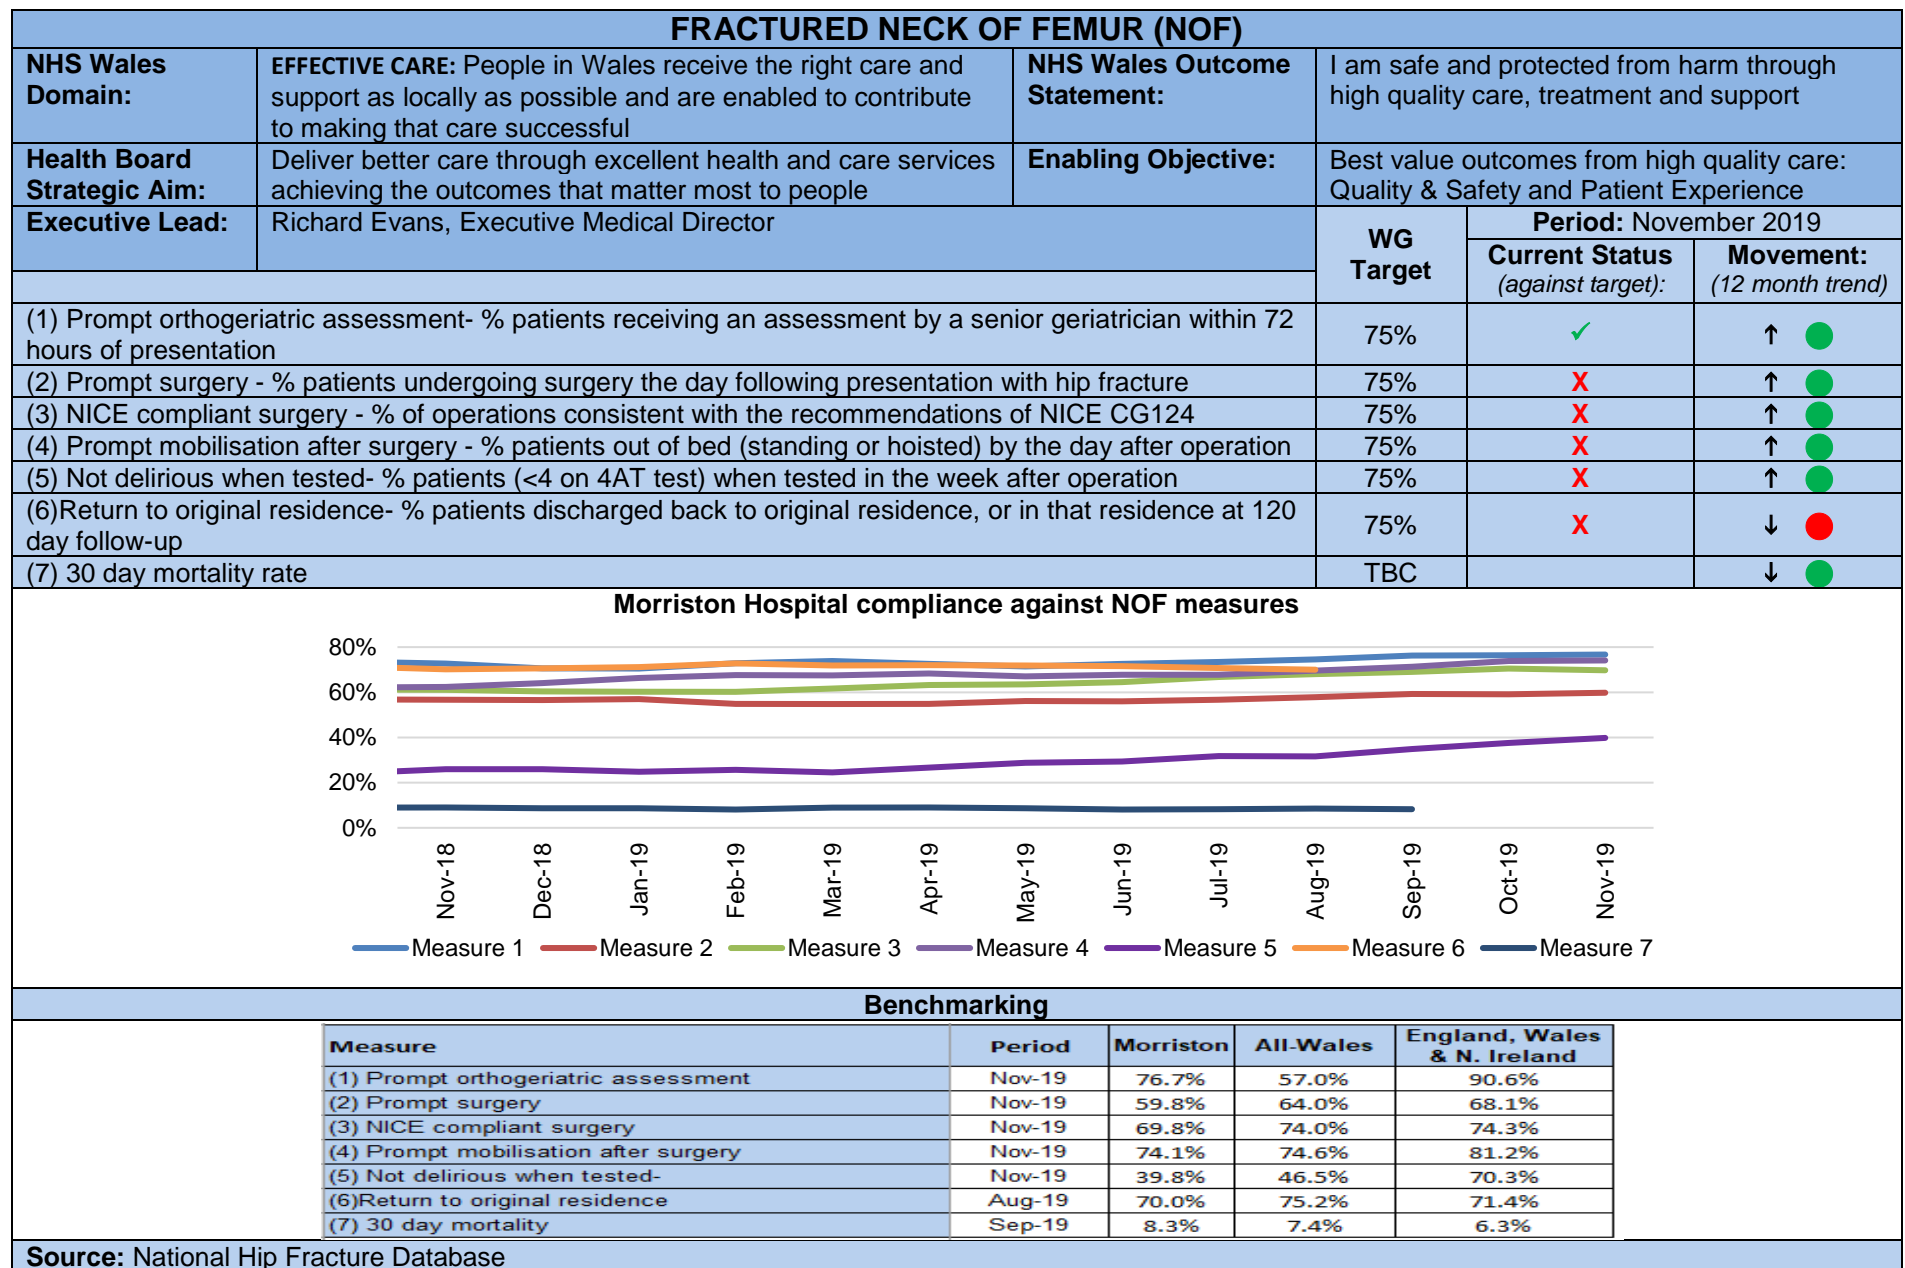 FRACTURED NECK OF FEMUR (NOF)
NHS Wales
Domain:
EFFECTIVE CARE: People in Wales receive the right care and
support as locally as possible and are enabled to contribute
to making that care successful
NHS Wales Outcome
Statement:
I am safe and protected from harm through
high quality care, treatment and support
Health Board
Strategic Aim:
Deliver better care through excellent health and care services
achieving the outcomes that matter most to people
Enabling Objective:
Best value outcomes from high quality care:
Quality & Safety and Patient Experience
Executive Lead:
Richard Evans, Executive Medical Director
WG
Target
Period: November 2019
Current Status
(against target):
Movement:
(12 month trend)
(1) Prompt orthogeriatric assessment- % patients receiving an assessment by a senior geriatrician within 72
hours of presentation
75%
✓
↑
(2) Prompt surgery - % patients undergoing surgery the day following presentation with hip fracture
75%
X
↑
(3) NICE compliant surgery - % of operations consistent with the recommendations of NICE CG124
75%
X
↑
(4) Prompt mobilisation after surgery - % patients out of bed (standing or hoisted) by the day after operation
75%
X
↑
(5) Not delirious when tested- % patients (<4 on 4AT test) when tested in the week after operation
75%
X
↑
(6)Return to original residence- % patients discharged back to original residence, or in that residence at 120
day follow-up
75%
X
↓
(7) 30 day mortality rate
TBC
↓
Morriston Hospital compliance against NOF measures
80%
60%
40%
20%
0%
Nov-18
Dec-18
Jan-19
Feb-19
Mar-19
Apr-19
May-19
Jun-19
Jul-19
Aug-19
Sep-19
Oct-19
Nov-19
Measure 1
Measure 2
Measure 3
Measure 4
Measure 5
Measure 6
Measure 7
Benchmarking
Measure Period Morriston All-Wales England, Wales
& N. Ireland
(1) Prompt orthogeriatric assessment Nov-19 76.7% 57.0% 90.6%
(2) Prompt surgery Nov-19 59.8% 64.0% 68.1%
(3) NICE compliant surgery Nov-19 69.8% 74.0% 74.3%
(4) Prompt mobilisation after surgery Nov-19 74.1% 74.6% 81.2%
(5) Not delirious when tested- Nov-19 39.8% 46.5% 70.3%
(6)Return to original residence Aug-19 70.0% 75.2% 71.4%
(7) 30 day mortality Sep-19 8.3% 7.4% 6.3%
Source: National Hip Fracture Database